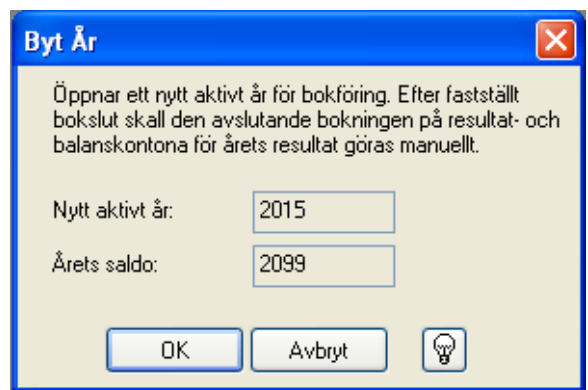 Byt År
Öppnar ett nytt aktivt år för bokföring. Efter fastställt
bokslut skall den avslutande bokningen på resultat- och
balanskontona för årets resultat göras manuellt.
Nytt aktivt år: 2015
Årets saldo: 2099
OK Avbryt